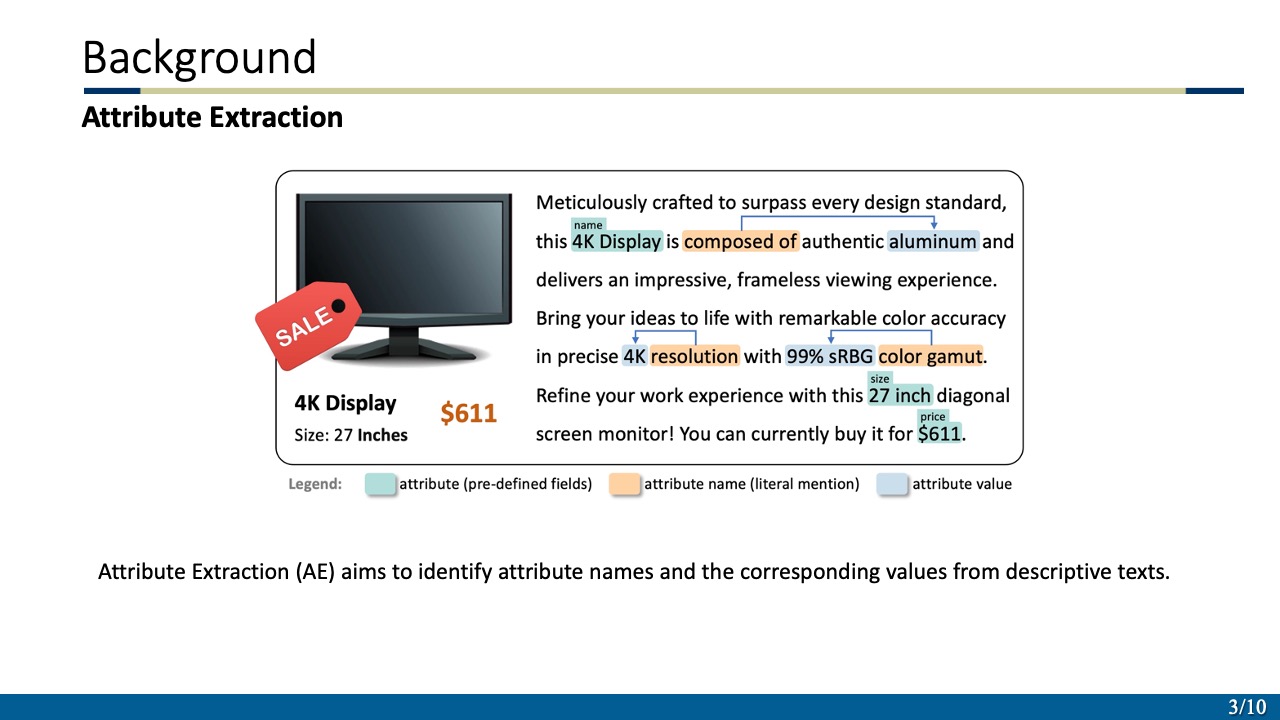 Background
Attribute Extraction
Meticulously crafted to surpass every design standard,
name
this 4K Display is composed of authentic aluminum and
delivers an impressive, frameless viewing experience.
Bring your ideas to life with remarkable color accuracy
in precise 4K resolution with 99% sRBG color gamut.
size
Refine your work experience with this 27 inch diagonal
price
screen monitor! You can currently buy it for $611.
SALE
4K Display
$611
Size: 27 Inches
Legend: attribute (pre-defined fields) attribute name (literal mention) attribute value
Attribute Extraction (AE) aims to identify attribute names and the corresponding values from descriptive texts.
3/10